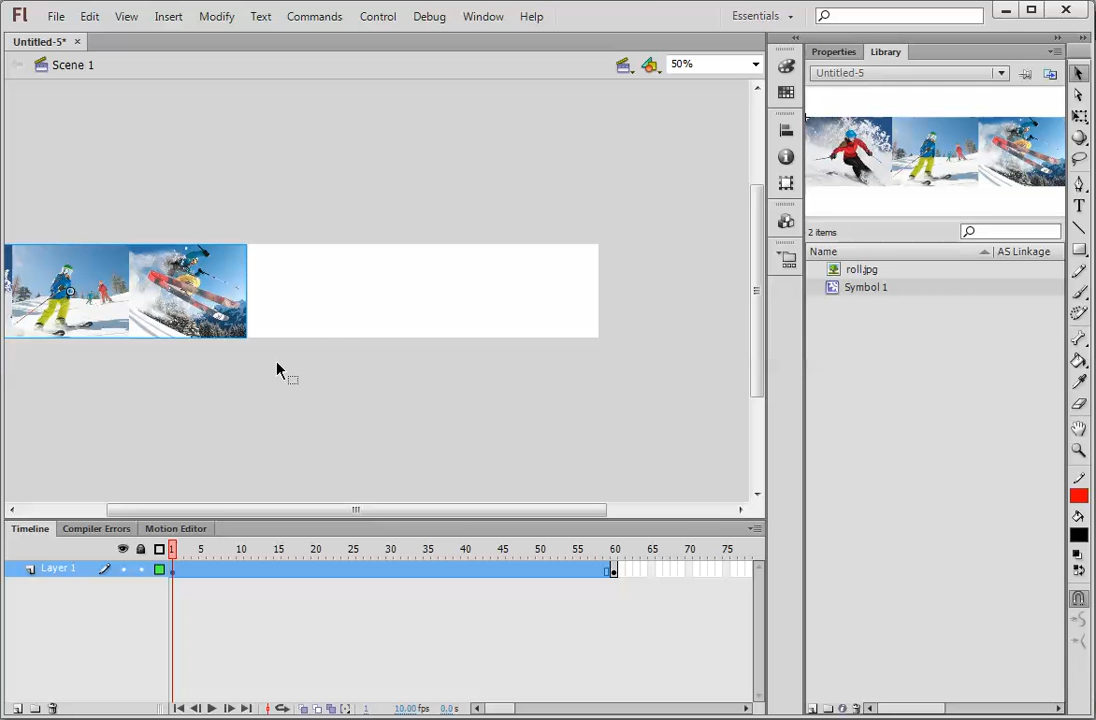 Fl File Edit View Insert Modify Text Commands Control Debug Window Help Essentials
Untitled-5* ×
Scene 1 50%
Properties Library
Untitled-5
2 items
Name AS Linkage
roll.jpg
Symbol 1
Timeline Compiler Errors Motion Editor
1 5 10 15 20 25 30 35 40 45 50 55 60 65 70 75
Layer 1
1 10.00 fps 0.0 s